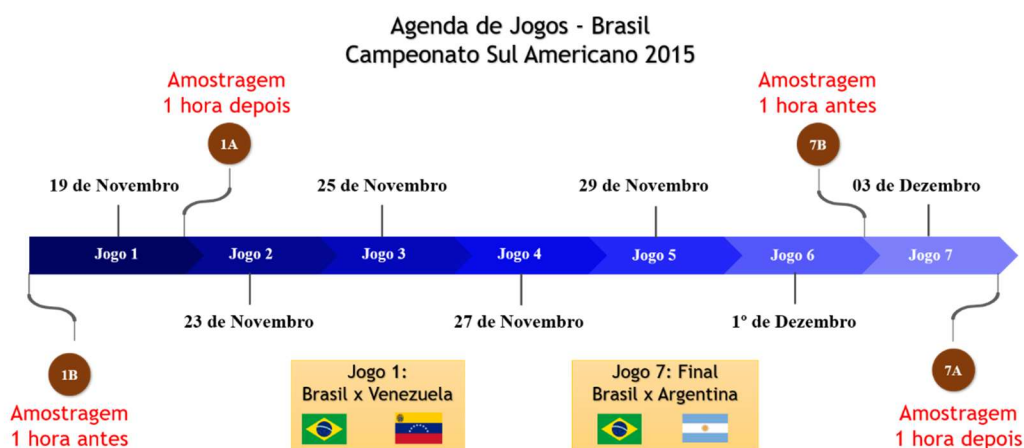 Agenda de Jogos - Brasil
Campeonato Sul Americano 2015
Amostragem
1 hora depois
Amostragem
1 hora antes
1A
7B
19 de Novembro
25 de Novembro
29 de Novembro
03 de Dezembro
Jogo 1
Jogo 2
Jogo 3
Jogo 4
Jogo 5
Jogo 6
Jogo 7
23 de Novembro
27 de Novembro
1º de Dezembro
1B
Amostragem
1 hora antes
Jogo 1:
Brasil x Venezuela
Jogo 7: Final
Brasil x Argentina
7A
Amostragem
1 hora depois